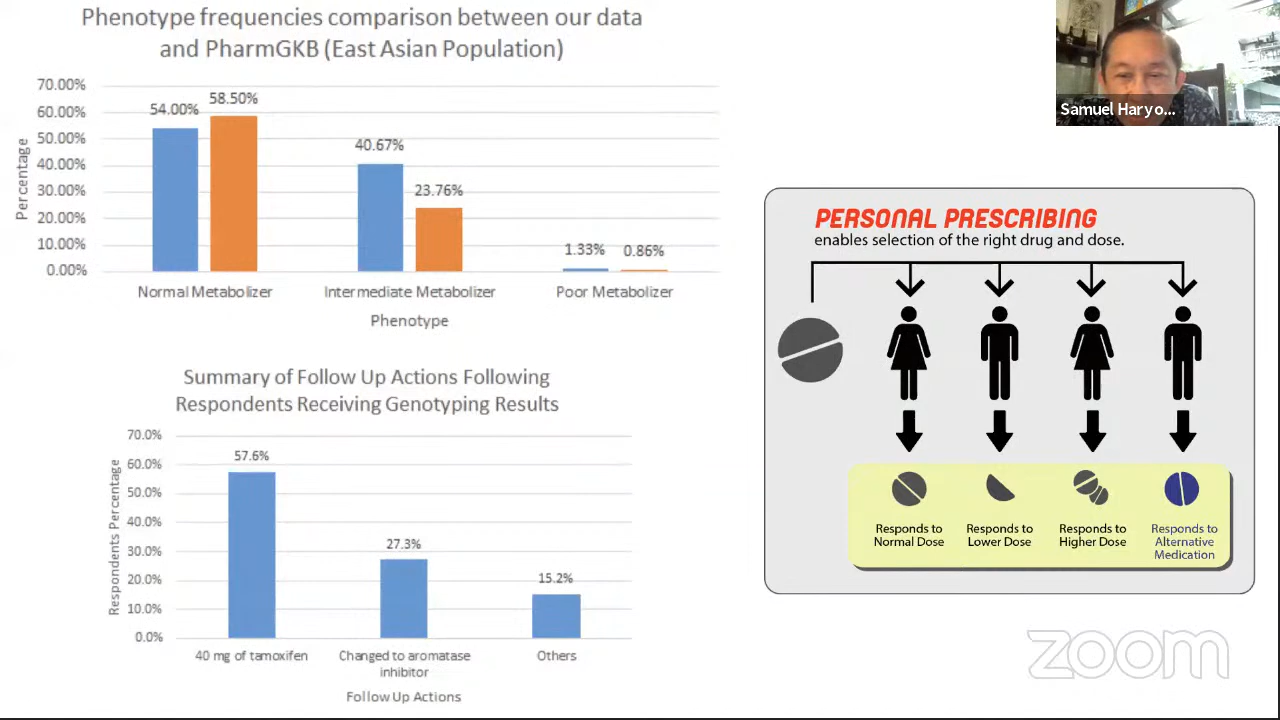 Phenotype frequencies comparison between our data
and PharmGKB (East Asian Population)
Percentage
70.00%
60.00%
50.00%
40.00%
30.00%
20.00%
10.00%
0.00%
54.00%
58.50%
40.67%
23.76%
1.33%
0.86%
Normal Metabolizer
Intermediate Metabolizer
Poor Metabolizer
Phenotype
Summary of Follow Up Actions Following
Respondents Receiving Genotyping Results
Respondents Percentage
70.0%
60.0%
50.0%
40.0%
30.0%
20.0%
10.0%
0.0%
57.6%
27.3%
15.2%
40 mg of tamoxifen
Changed to aromatase
inhibitor
Others
Follow Up Actions
Samuel Haryo...
PERSONAL PRESCRIBING
enables selection of the right drug and dose.
Responds to
Normal Dose
Responds to
Lower Dose
Responds to
Higher Dose
Responds to
Alternative
Medication
zoom